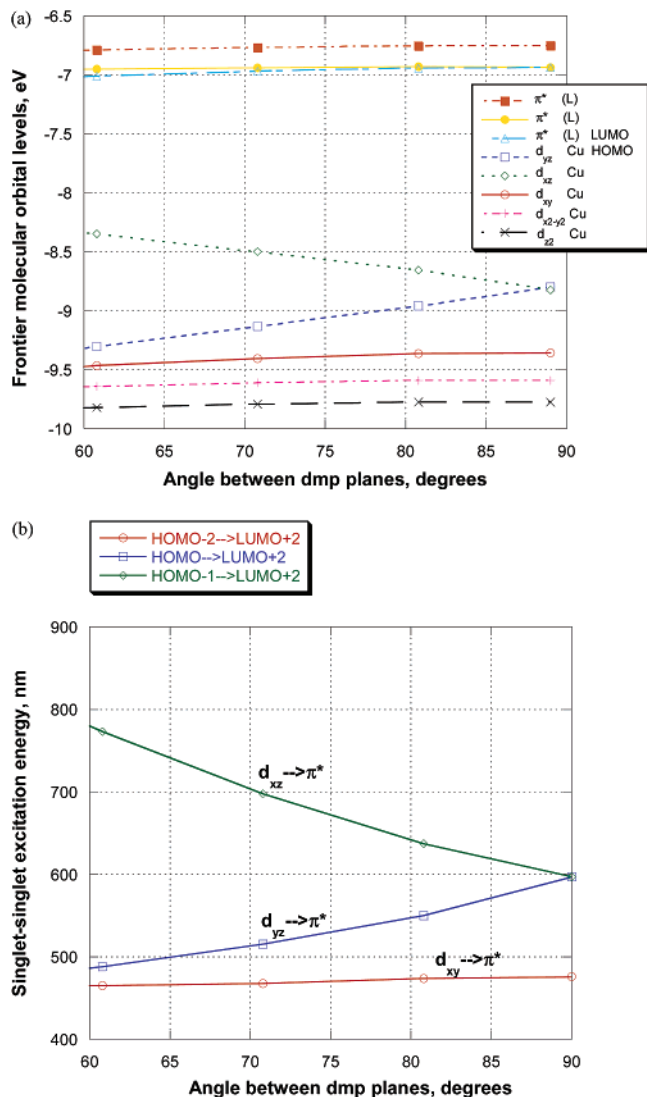 (a)
-6.5
-7
-7.5
-8
-8.5
-9
-9.5
-10
Frontier molecular orbital levels, eV
π* (L)
π* (L)
π* (L) LUMO
dyz Cu HOMO
dxz Cu
dxy Cu
dx2-y2 Cu
dz2 Cu
60 65 70 75 80 85 90
Angle between dmp planes, degrees
(b)
HOMO-2-->LUMO+2
HOMO-->LUMO+2
HOMO-1-->LUMO+2
900
800
700
600
500
400
Singlet-singlet excitation energy, nm
dxz-->π*
dyz-->π*
dxy-->π*
60 65 70 75 80 85 90
Angle between dmp planes, degrees